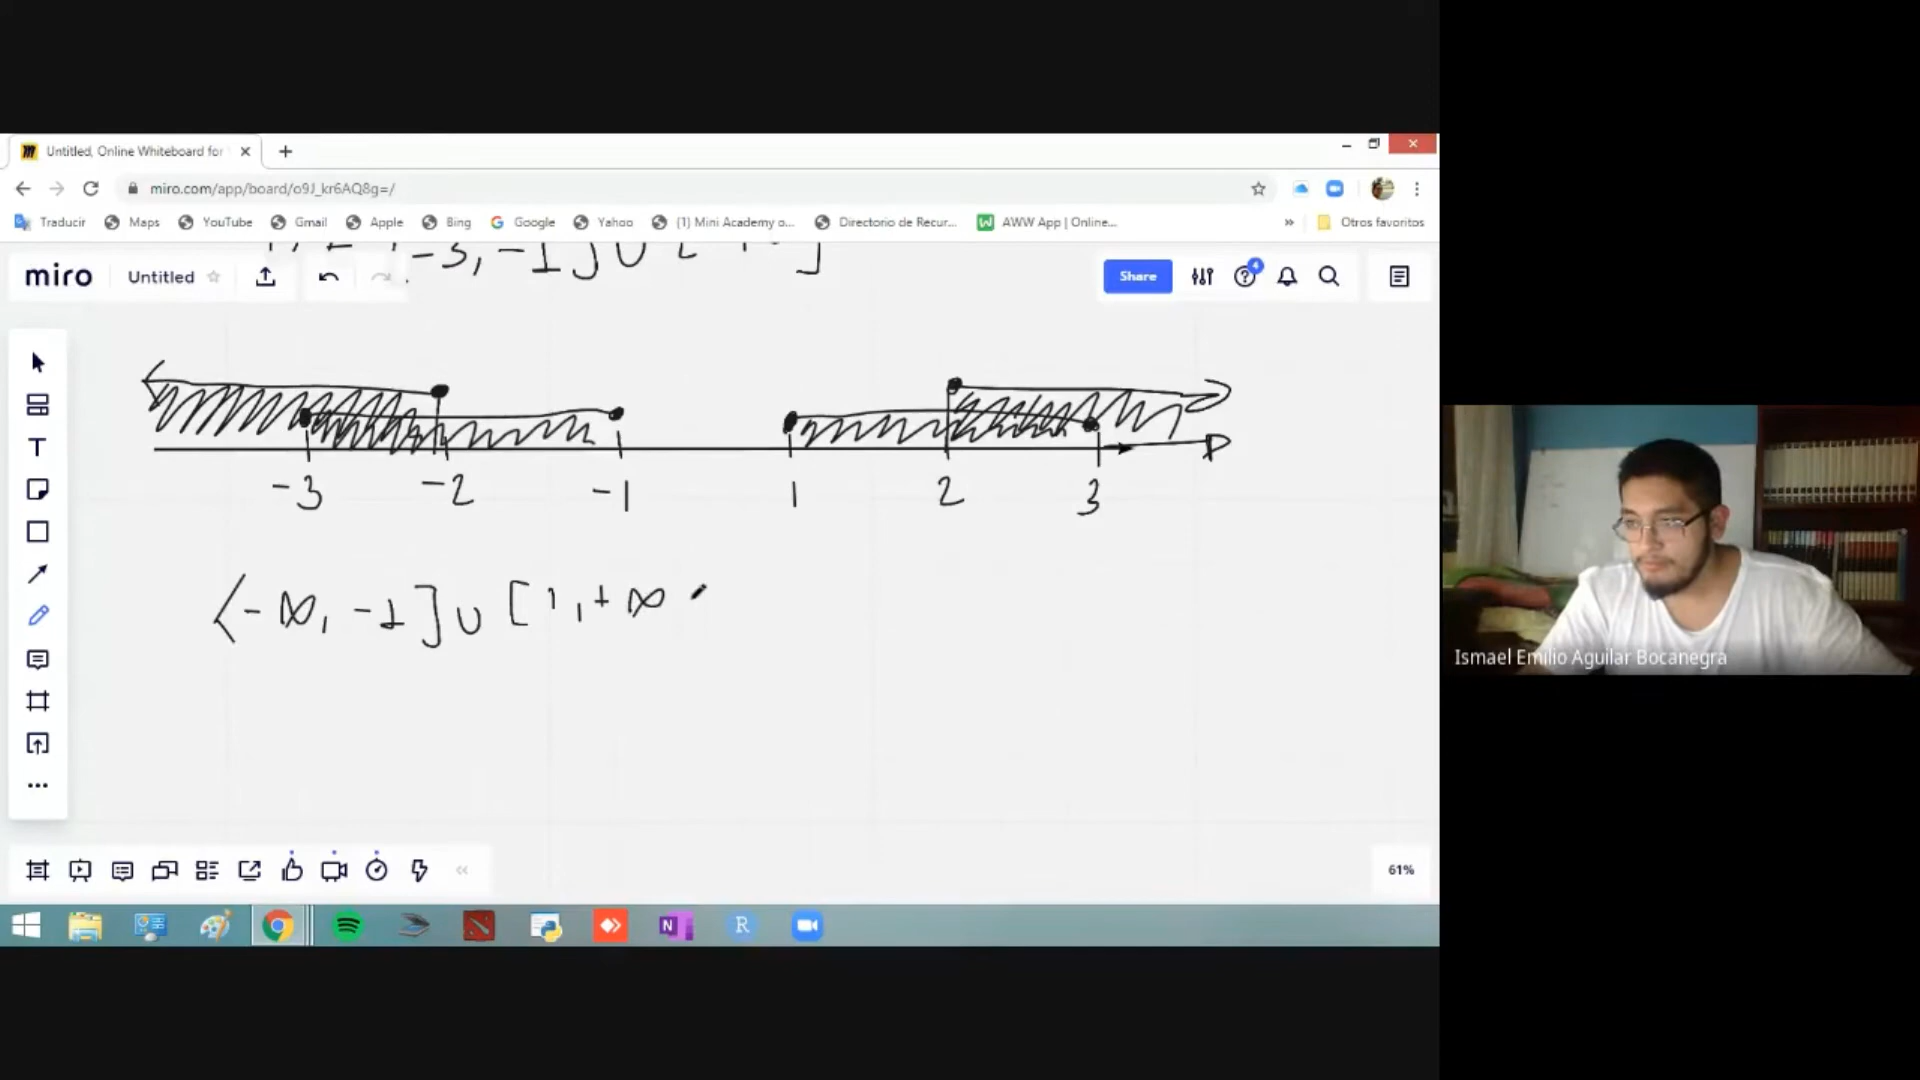 Untitled, Online Whiteboard for
miro.com/app/board/o9J_kr6AQ8g=/
Traducir Maps YouTube Gmail Apple Bing Google Yahoo (1) Mini Academy o... Directorio de Recur... AWW App | Online... » Otros favoritos
-3, -1] ∪ [
miro Untitled Share 4
-3 -2 -1 1 2 3
⟨-∞, -1] ∪ [1, +∞
Ismael Emilio Aguilar Bocanegra
61%